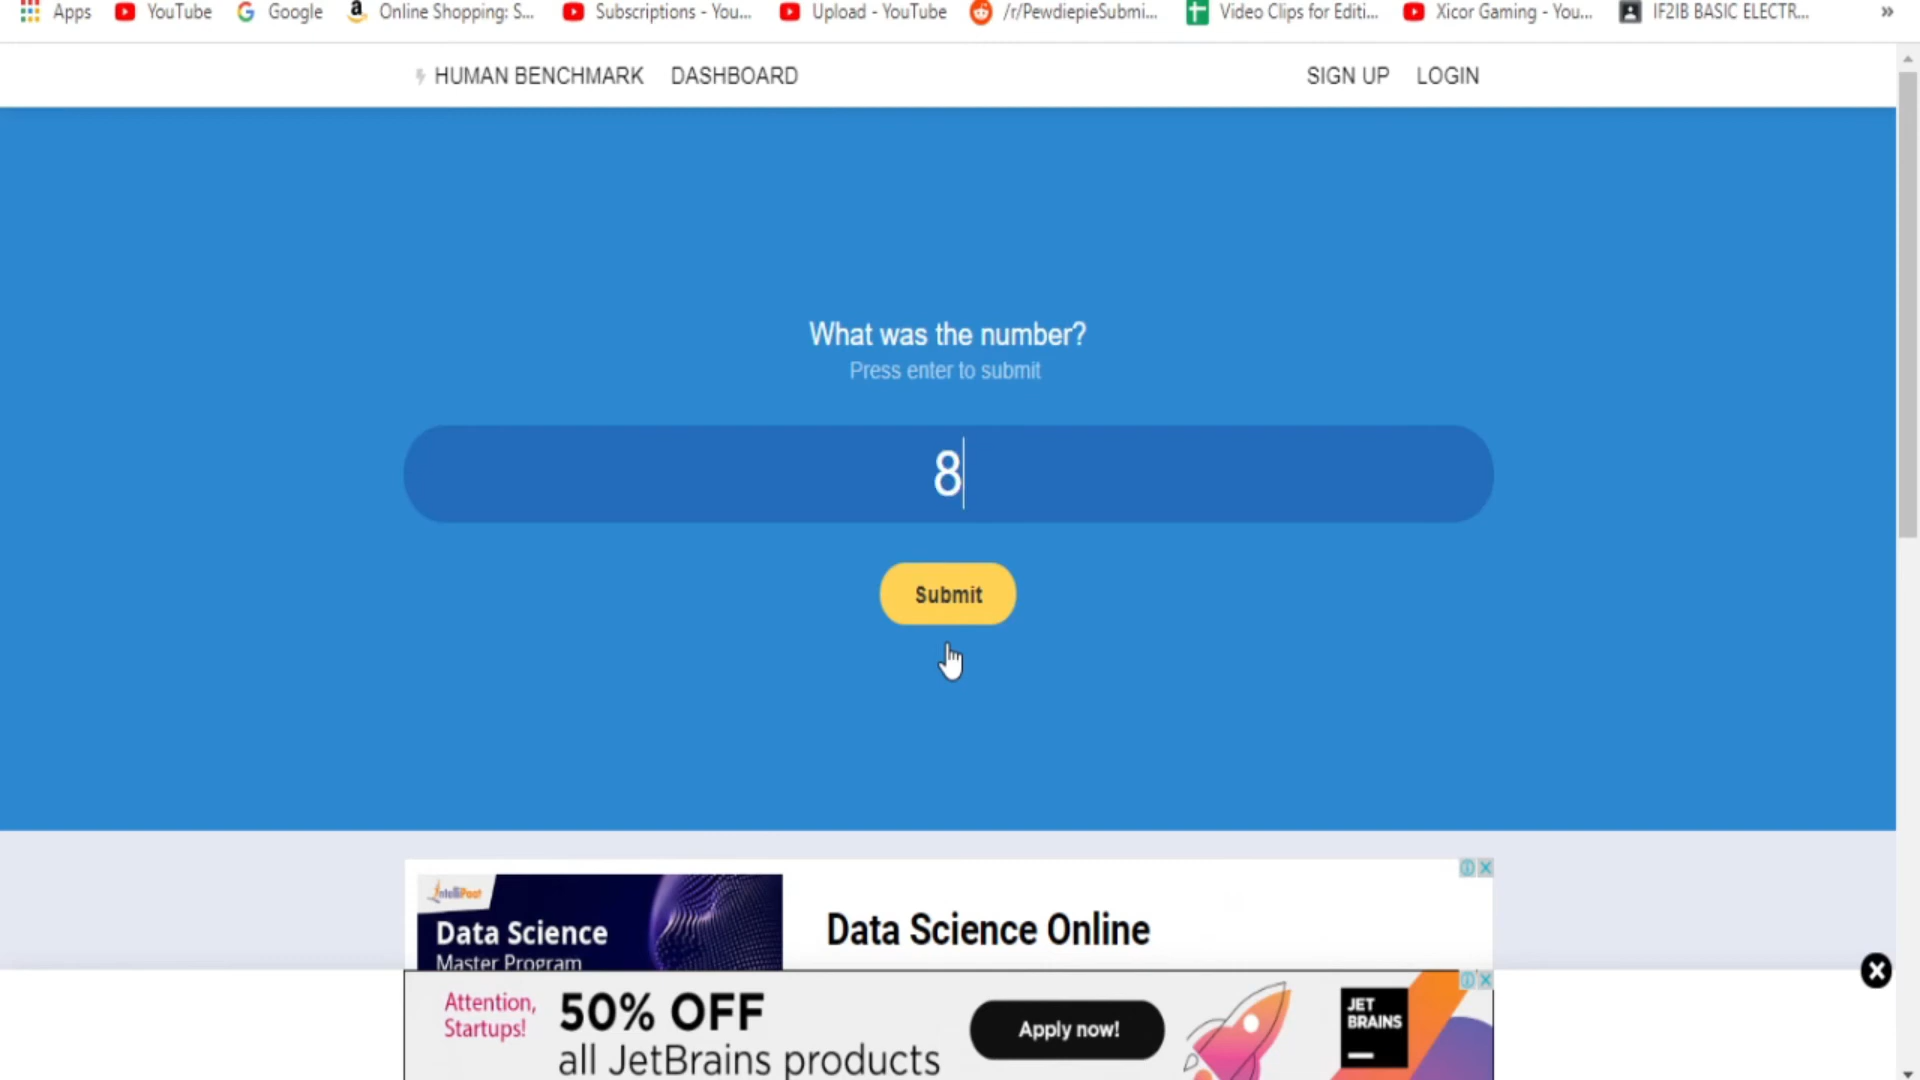 Apps YouTube Google Online Shopping: S... Subscriptions - You... Upload - YouTube /r/PewdiepieSubmi... Video Clips for Editi... Xicor Gaming - You... IF2IB BASIC ELECTR... »
HUMAN BENCHMARK DASHBOARD SIGN UP LOGIN
What was the number?
Press enter to submit
8
Submit
IntelliPaat
Data Science
Master Program
Data Science Online
Attention,
Startups!
50% OFF
all JetBrains products
Apply now!
JET
BRAINS